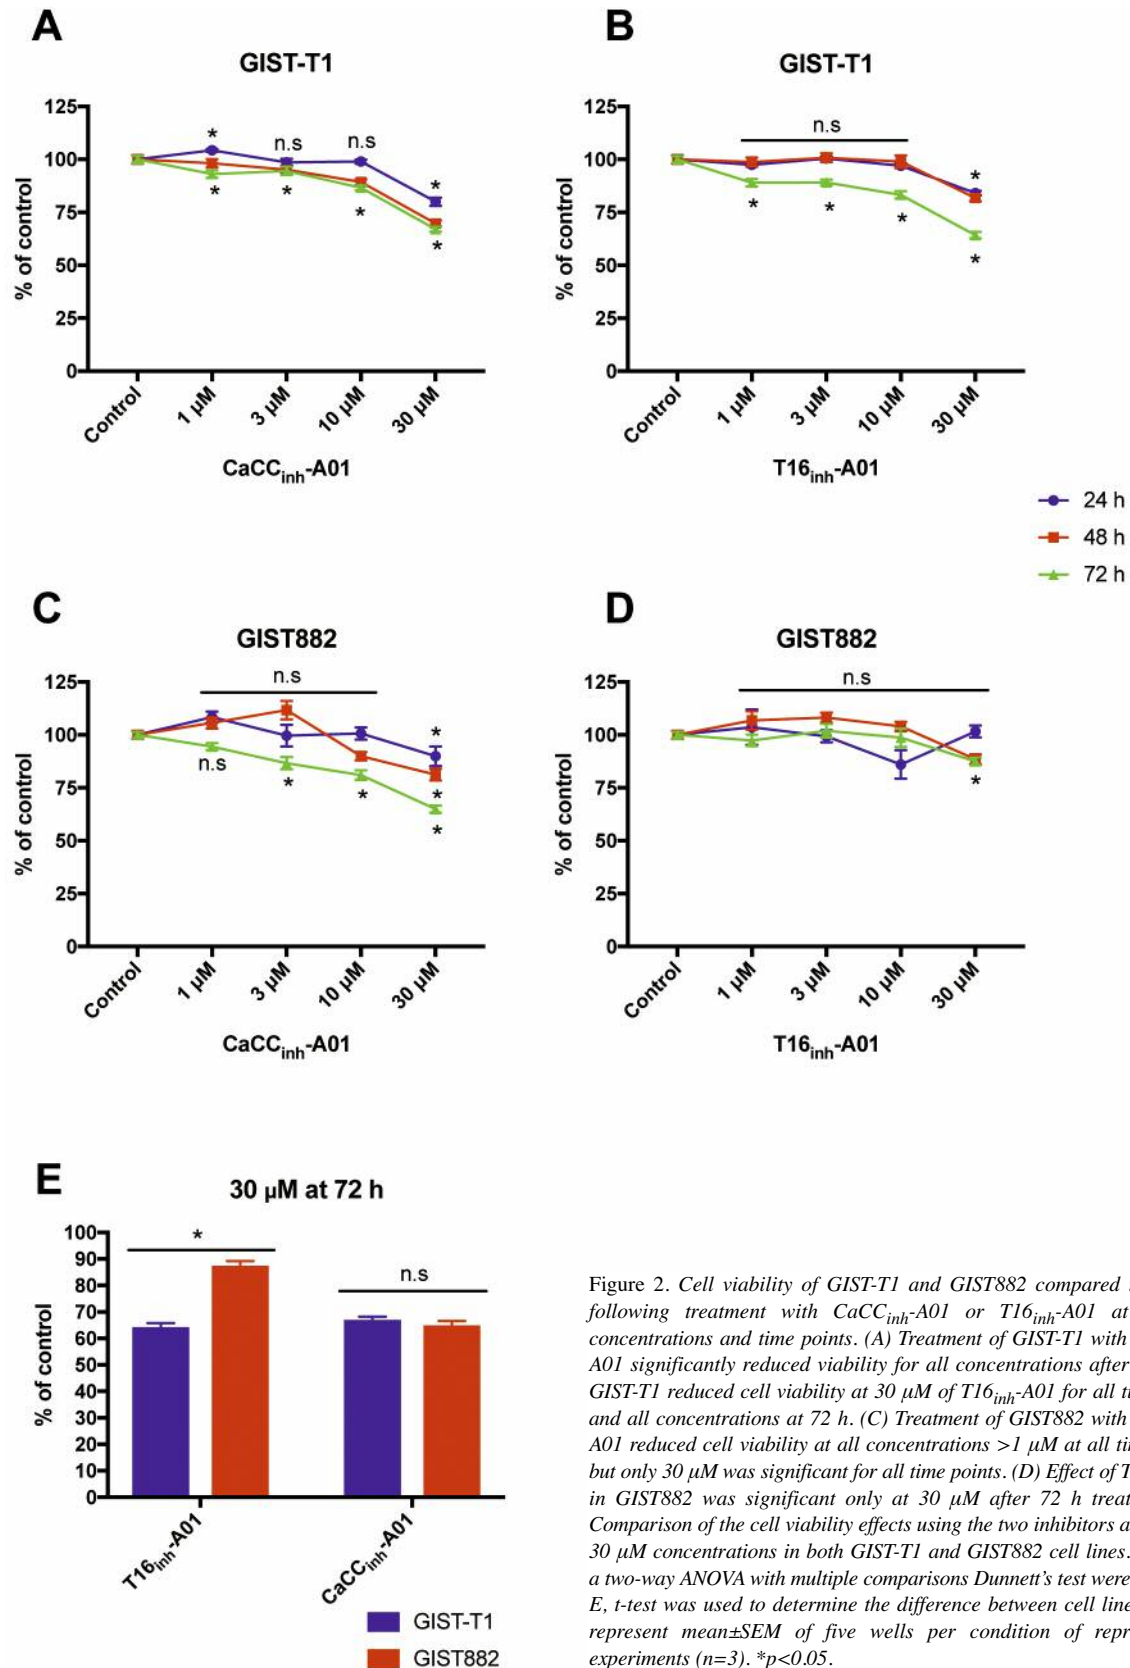 A
GIST-T1
125
100
75
50
25
0
% of control
*
n.s
n.s
*
*
*
*
*
Control
1 µM
3 µM
10 µM
30 µM
CaCCinh-A01
B
GIST-T1
125
100
75
50
25
0
% of control
n.s
*
*
*
*
*
Control
1 µM
3 µM
10 µM
30 µM
T16inh-A01
24 h
48 h
72 h
C
GIST882
125
100
75
50
25
0
% of control
n.s
*
n.s
*
*
*
*
Control
1 µM
3 µM
10 µM
30 µM
CaCCinh-A01
D
GIST882
125
100
75
50
25
0
% of control
n.s
*
Control
1 µM
3 µM
10 µM
30 µM
T16inh-A01
E
30 µM at 72 h
100
90
80
70
60
50
40
30
20
10
0
% of control
*
n.s
T16inh-A01
CaCCinh-A01
GIST-T1
GIST882
Figure 2. Cell viability of GIST-T1 and GIST882 compared
following treatment with CaCCinh-A01 or T16inh-A01 at
concentrations and time points. (A) Treatment of GIST-T1 with
A01 significantly reduced viability for all concentrations after
GIST-T1 reduced cell viability at 30 µM of T16inh-A01 for all
and all concentrations at 72 h. (C) Treatment of GIST882 with
A01 reduced cell viability at all concentrations >1 µM at all
but only 30 µM was significant for all time points. (D) Effect of
in GIST882 was significant only at 30 µM after 72 h
Comparison of the cell viability effects using the two inhibitors
30 µM concentrations in both GIST-T1 and GIST882 cell lines.
a two-way ANOVA with multiple comparisons Dunnett's test were
E, t-test was used to determine the difference between cell
represent mean±SEM of five wells per condition of
experiments (n=3). *p<0.05.